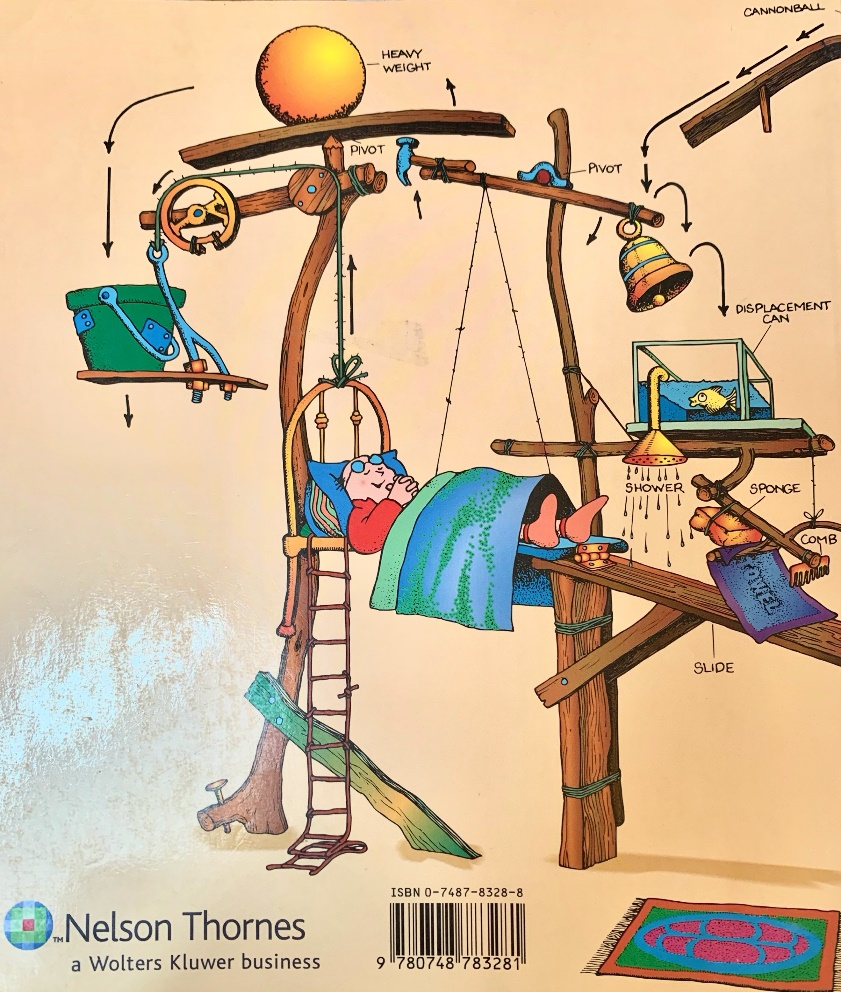 CANNONBALL
HEAVY
WEIGHT
PIVOT
PIVOT
DISPLACEMENT
CAN
SHOWER
SPONGE
COMB
SLIDE
ISBN 0-7487-8328-8
9 780748 783281
TM Nelson Thornes
a Wolters Kluwer business